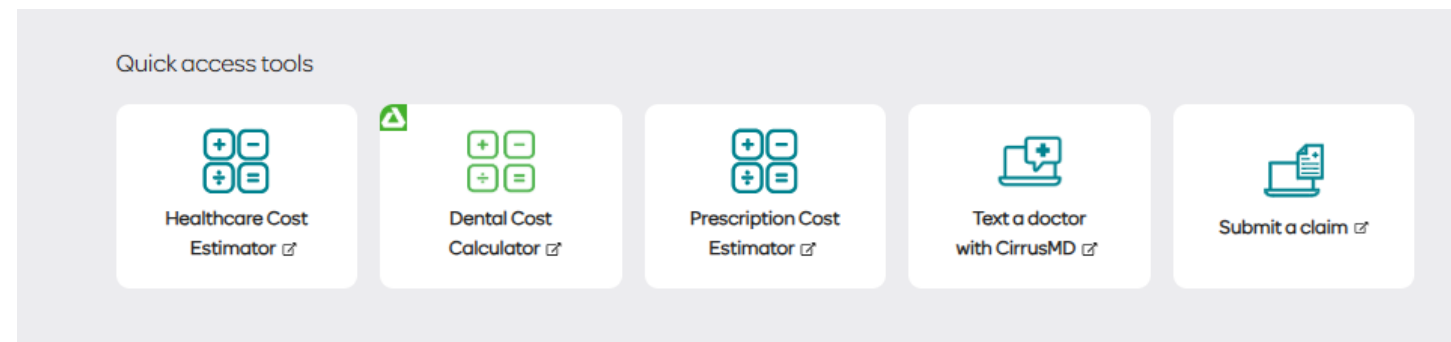 Quick access tools
Healthcare Cost
Estimator
Dental Cost
Calculator
Prescription Cost
Estimator
Text a doctor
with CirrusMD
Submit a claim